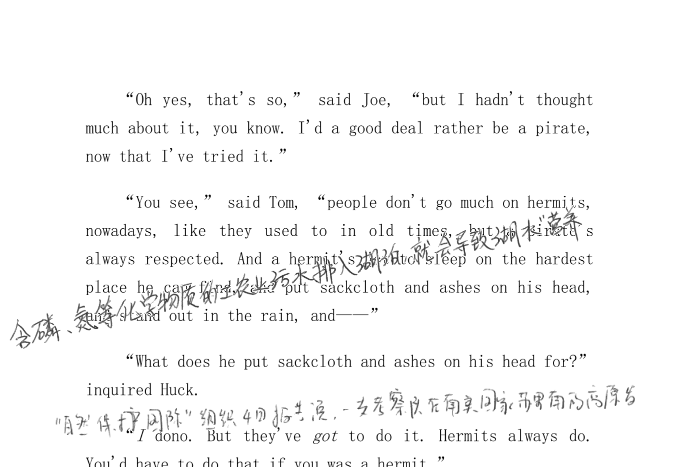 “Oh yes, that's so,” said Joe, “but I hadn't thought
much about it, you know. I'd a good deal rather be a pirate,
now that I've tried it.”
“You see,” said Tom, “people don't go much on hermits,
nowadays, like they used to in old times, but a pirate's
always respected. And a hermit's got to sleep on the hardest
place he can find, and put sackcloth and ashes on his head,
and stand out in the rain, and——”
含磷、氮等化学物质的工农业污水排入湖泊,就会导致湖水“营养
“What does he put sackcloth and ashes on his head for?”
inquired Huck.
“自然保护国际”组织4日报告说,一支考察队在南美国家苏里南的高原台
“I dono. But they've got to do it. Hermits always do.
You'd have to do that if you was a hermit.”